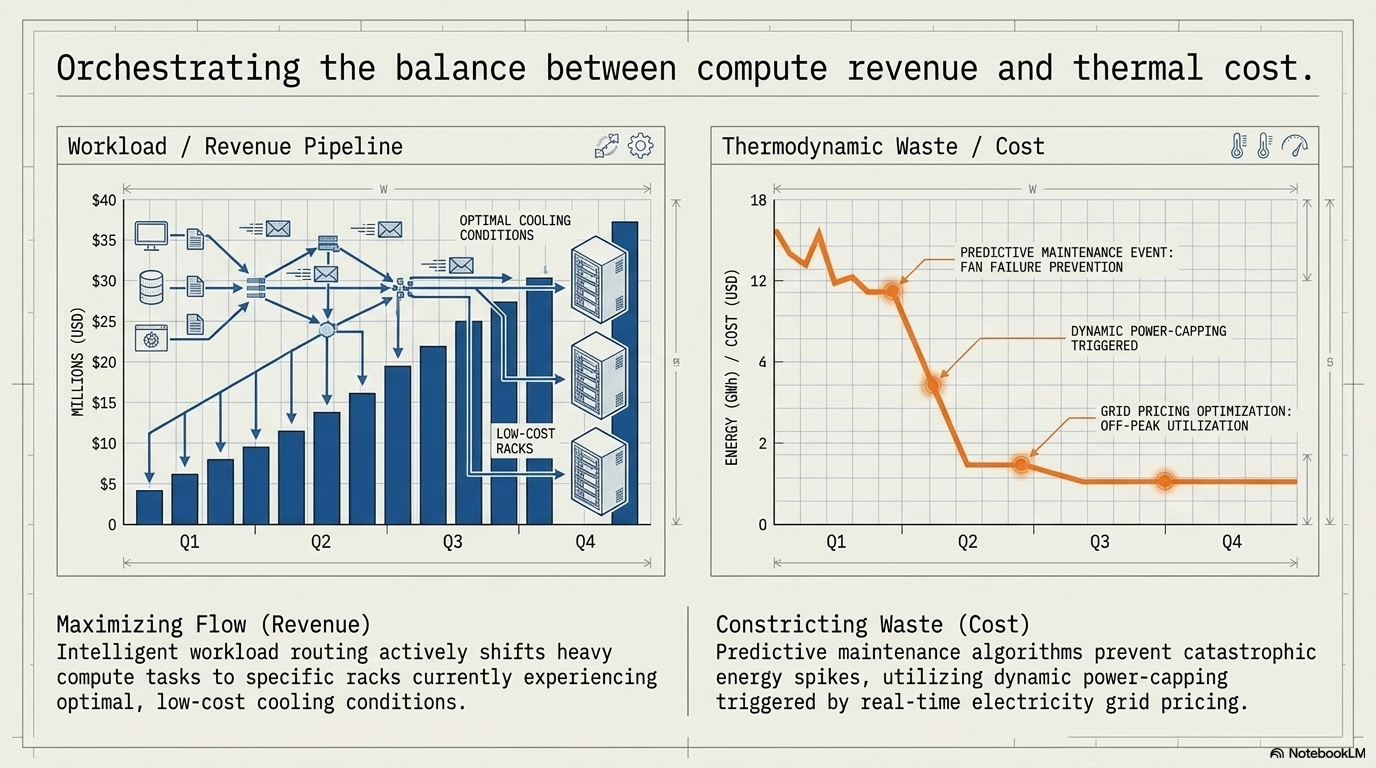 Orchestrating the balance between compute revenue and thermal cost.
Workload / Revenue Pipeline
W
$40
$35
$30
$25
$20
$15
$10
$5
0
MILLIONS (USD)
OPTIMAL COOLING
CONDITIONS
LOW-COST
RACKS
Q1
Q2
Q3
Q4
Thermodynamic Waste / Cost
W
18
12
6
2
0
ENERGY (GWh) / COST (USD)
PREDICTIVE MAINTENANCE EVENT:
FAN FAILURE PREVENTION
DYNAMIC POWER-CAPPING
TRIGGERED
GRID PRICING OPTIMIZATION:
OFF-PEAK UTILIZATION
Q1
Q2
Q3
Q4
Maximizing Flow (Revenue)
Intelligent workload routing actively shifts heavy
compute tasks to specific racks currently experiencing
optimal, low-cost cooling conditions.
Constricting Waste (Cost)
Predictive maintenance algorithms prevent catastrophic
energy spikes, utilizing dynamic power-capping
triggered by real-time electricity grid pricing.
NotebookLM